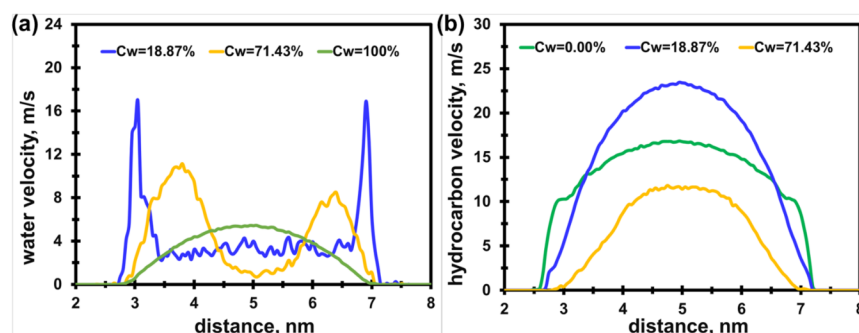 (a)
Cw=18.87% Cw=71.43% Cw=100%
water velocity, m/s
24
20
16
12
8
4
0
2 3 4 5 6 7 8
distance, nm
(b)
Cw=0.00% Cw=18.87% Cw=71.43%
hydrocarbon velocity, m/s
30
25
20
15
10
5
0
2 3 4 5 6 7 8
distance, nm